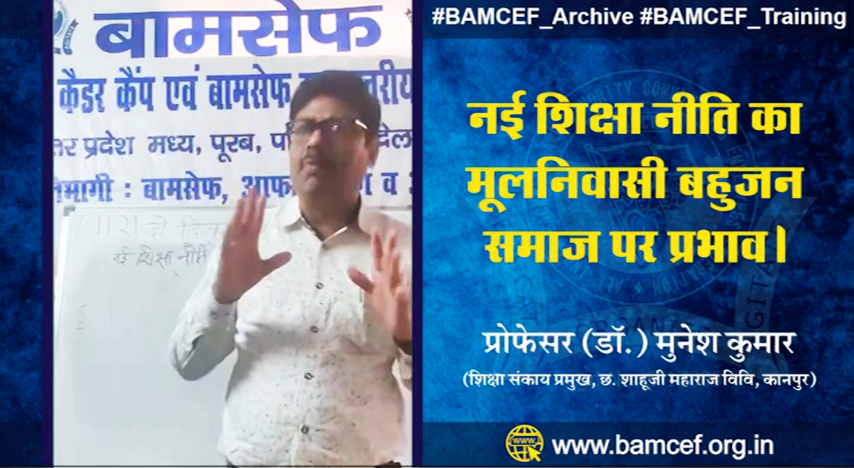 #BAMCEF_Archive #BAMCEF_Training
बामसेफ
कैडर कैंप एवं बामसेफ
प्रदेश मध्य, पूरब,
बामसेफ,
नई शिक्षा नीति
नई शिक्षा नीति का
मूलनिवासी बहुजन
समाज पर प्रभाव।
प्रोफेसर (डॉ.) मुनेश कुमार
(शिक्षा संकाय प्रमुख, छ. शाहूजी महाराज विवि, कानपुर)
www.bamcef.org.in